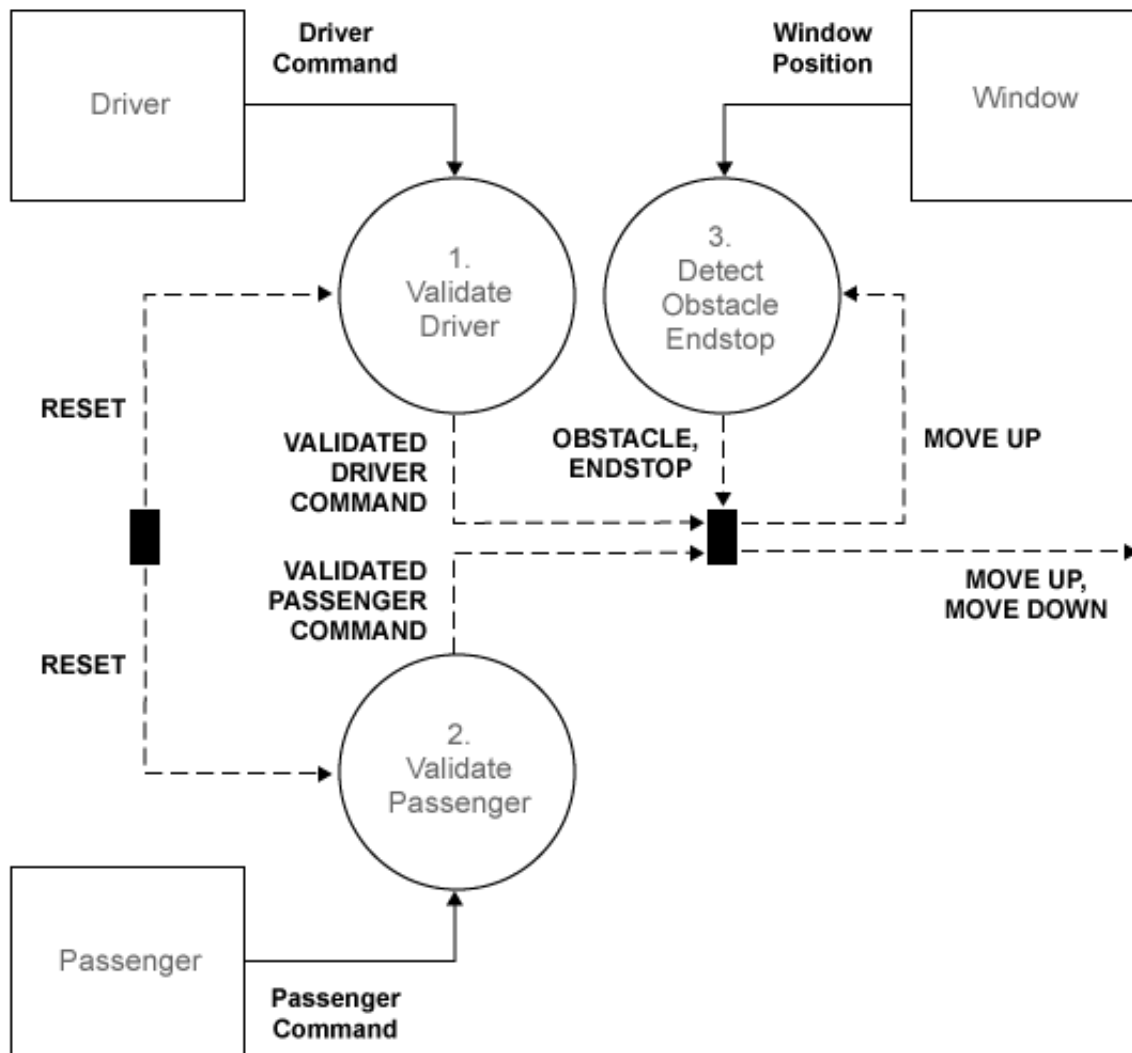 Driver
Command
Window
Position
Driver
Window
1.
Validate
Driver
3.
Detect
Obstacle
Endstop
RESET
VALIDATED
DRIVER
COMMAND
OBSTACLE,
ENDSTOP
MOVE UP
VALIDATED
PASSENGER
COMMAND
MOVE UP,
MOVE DOWN
RESET
2.
Validate
Passenger
Passenger
Passenger
Command